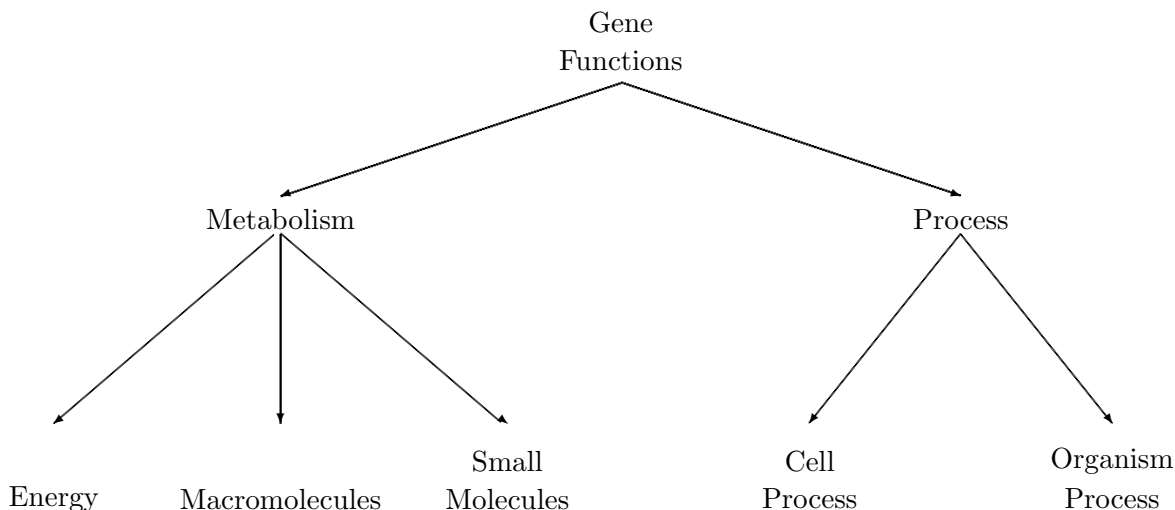 Gene
Functions
Metabolism
Process
Energy
Macromolecules
Small
Molecules
Cell
Process
Organism
Process